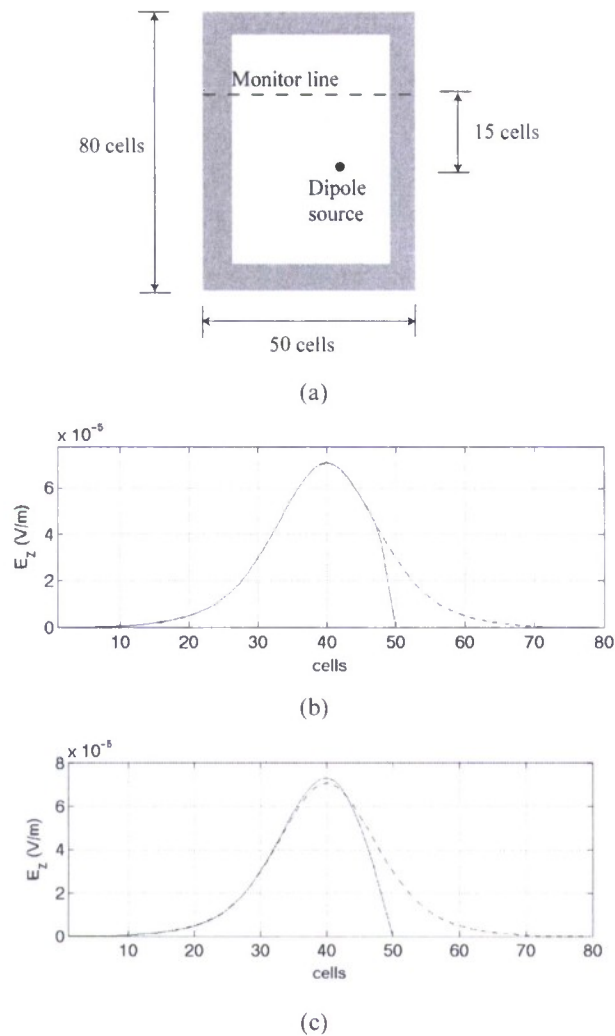 Monitor line
80 cells
15 cells
Dipole
source
50 cells
(a)
x 10⁻⁵
6
4
2
0
E_z (V/m)
10 20 30 40 50 60 70 80
cells
(b)
x 10⁻⁵
8
6
4
2
0
E_z (V/m)
10 20 30 40 50 60 70 80
cells
(c)